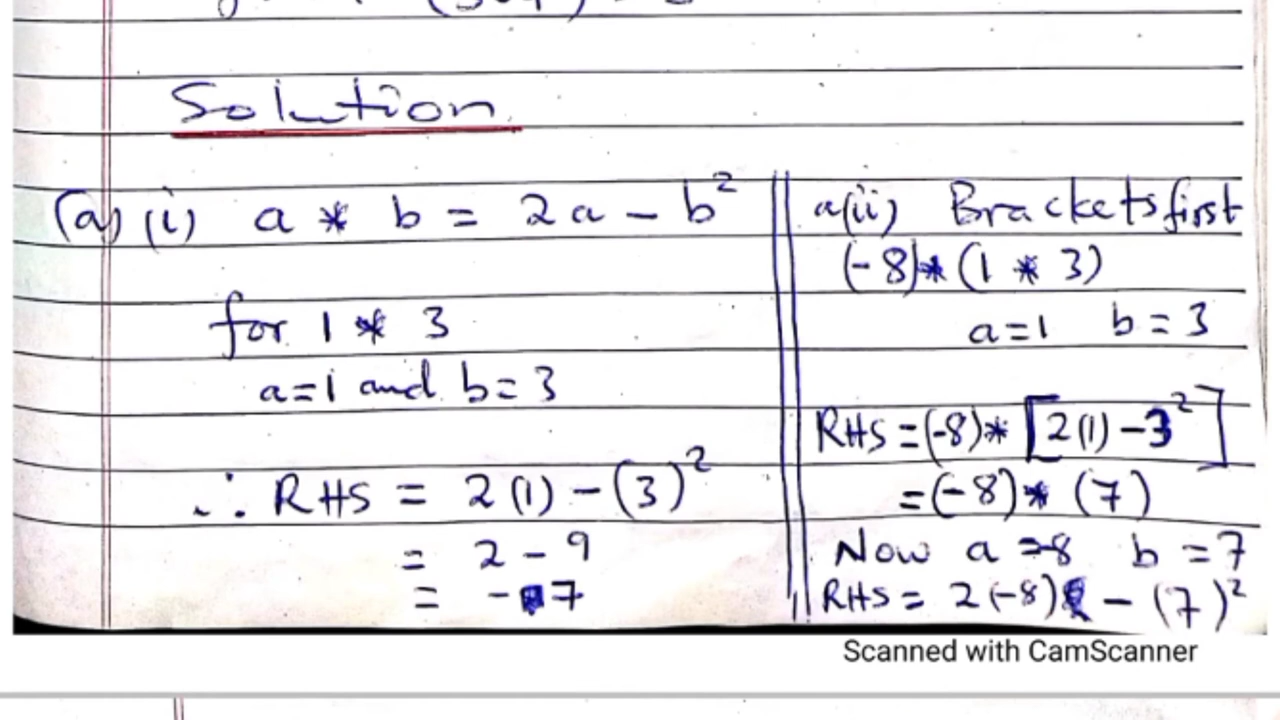 Solution
(a) (i) a * b = 2a - b²
for 1 * 3
a=1 and b=3
∴ RHS = 2(1) - (3)²
= 2 - 9
= -7
a(ii) Brackets first
(-8)*(1 * 3)
a=1 b=3
RHS =(-8)* [2(1) -3²]
=(-8)* (7)
Now a =-8 b =7
RHS = 2(-8) - (7)²
Scanned with CamScanner